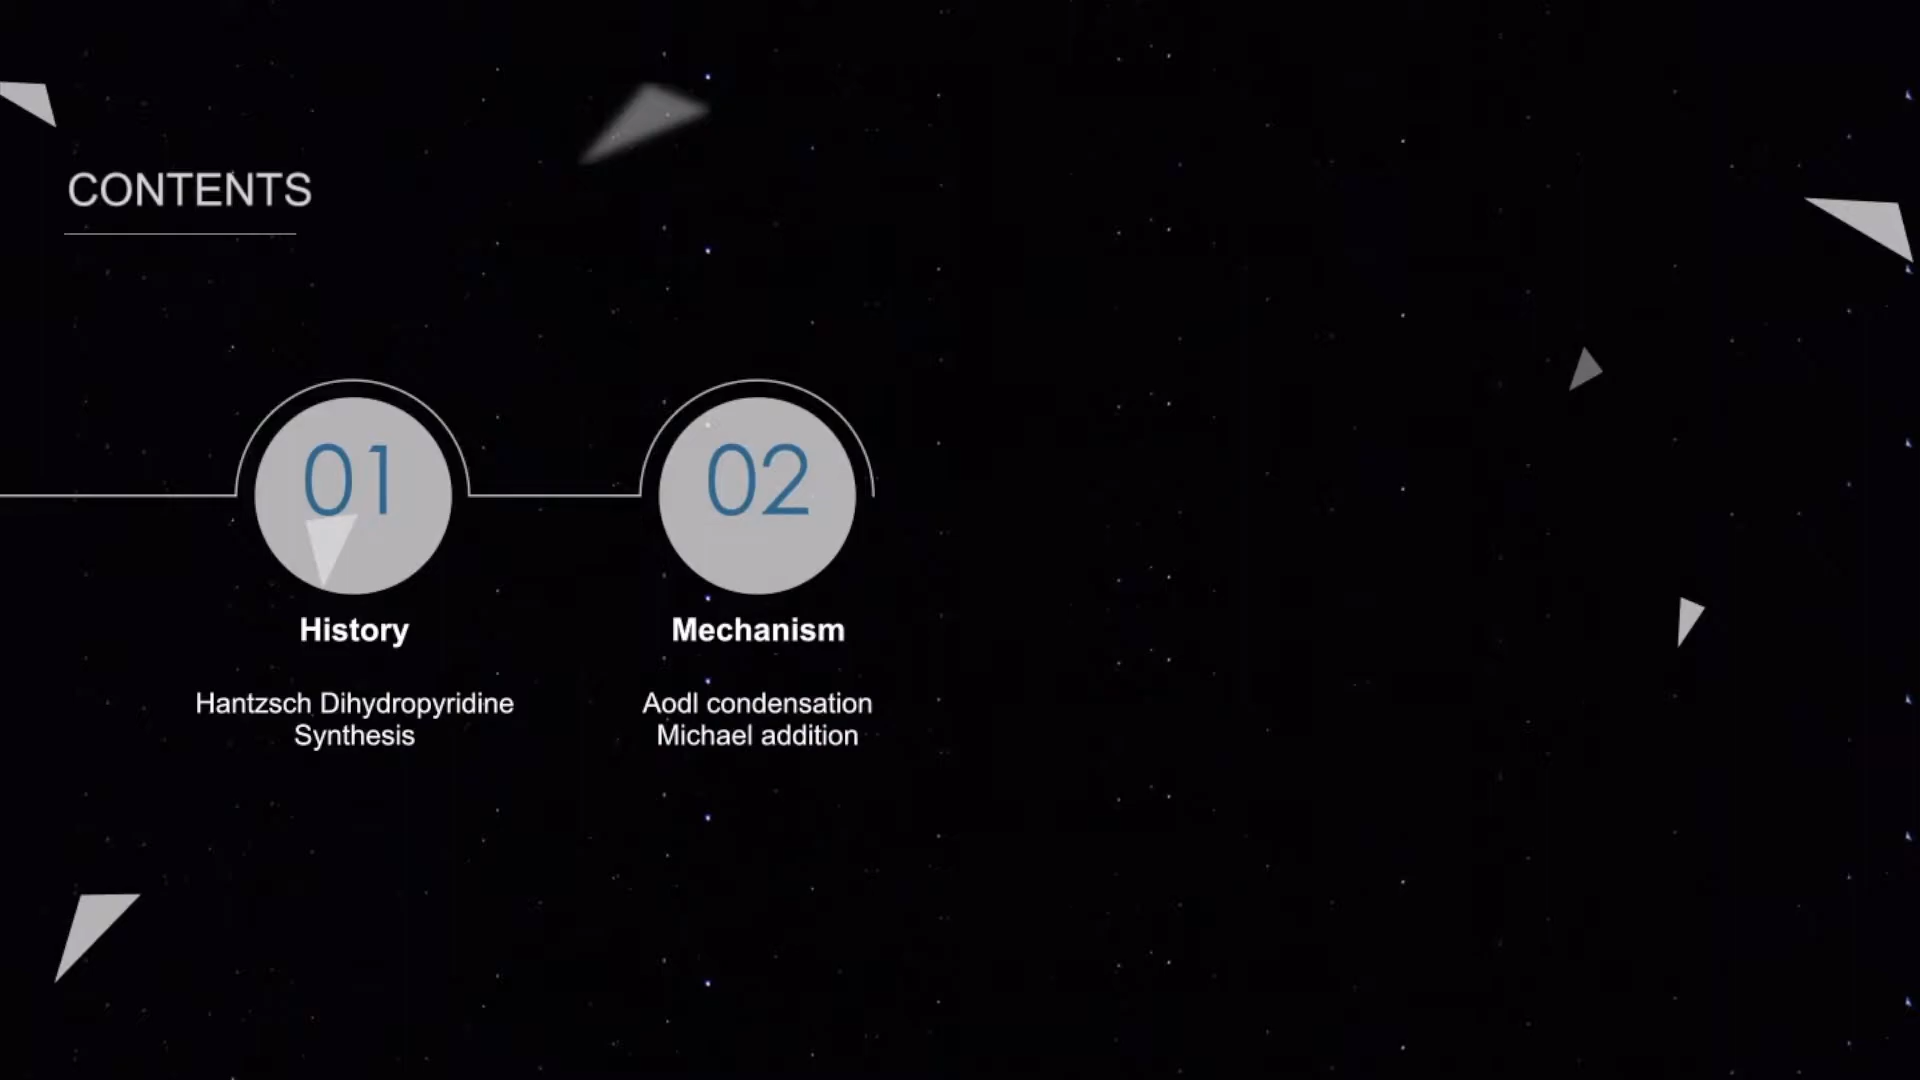 CONTENTS
01
History
Hantzsch Dihydropyridine
Synthesis
02
Mechanism
Aodl condensation
Michael addition